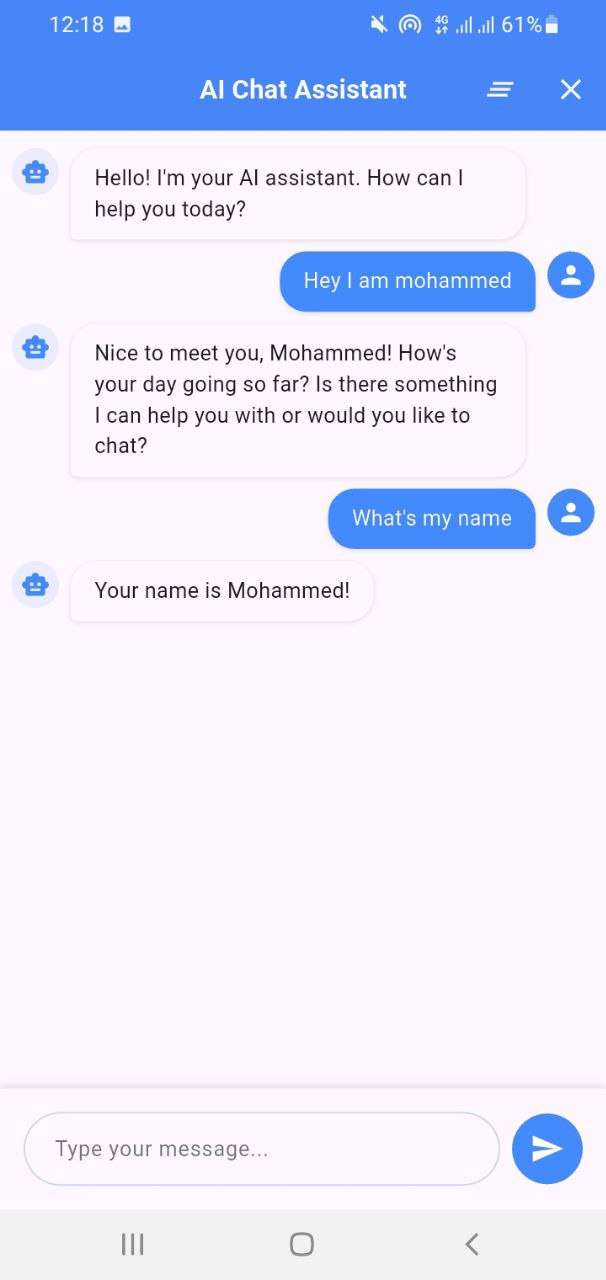 12:18
4G
61%
AI Chat Assistant
Hello! I'm your AI assistant. How can I
help you today?
Hey I am mohammed
Nice to meet you, Mohammed! How's
your day going so far? Is there something
I can help you with or would you like to
chat?
What's my name
Your name is Mohammed!
Type your message...